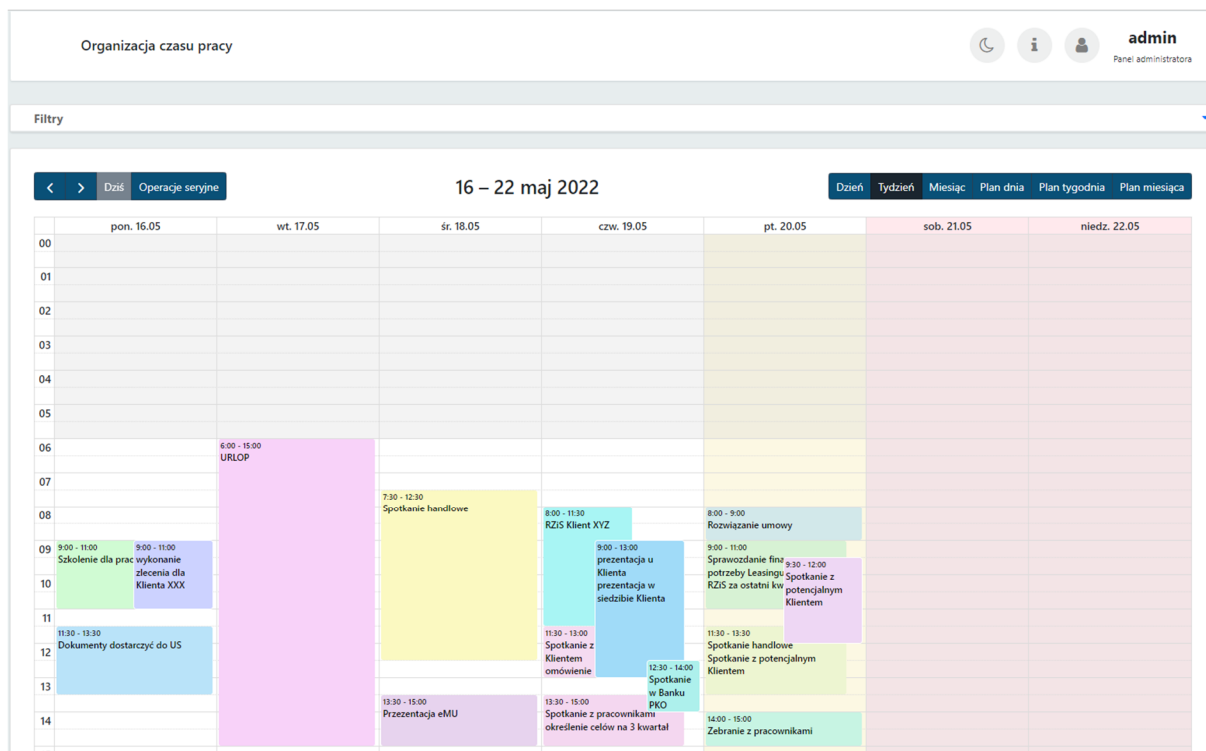 Organizacja czasu pracy
admin
Panel administratora
Filtry
Dziś
Operacje seryjne
16 – 22 maj 2022
Dzień
Tydzień
Miesiąc
Plan dnia
Plan tygodnia
Plan miesiąca
pon. 16.05
wt. 17.05
śr. 18.05
czw. 19.05
pt. 20.05
sob. 21.05
niedz. 22.05
00
01
02
03
04
05
06
07
08
09
10
11
12
13
14
9:00 - 11:00
Szkolenie dla prac
9:00 - 11:00
wykonanie
zlecenia dla
Klienta XXX
11:30 - 13:30
Dokumenty dostarczyć do US
6:00 - 15:00
URLOP
7:30 - 12:30
Spotkanie handlowe
13:30 - 15:00
Przezentacja eMU
8:00 - 11:30
RZiS Klient XYZ
9:00 - 13:00
prezentacja u
Klienta
prezentacja w
siedzibie Klienta
11:30 - 13:00
Spotkanie z
Klientem
omówienie
12:30 - 14:00
Spotkanie
w Banku
PKO
13:30 - 15:00
Spotkanie z pracownikami
określenie celów na 3 kwartał
8:00 - 9:00
Rozwiązanie umowy
9:00 - 11:00
Sprawozdanie fina
potrzeby Leasingu
RZiS za ostatni kw
9:30 - 12:00
Spotkanie z
potencjalnym
Klientem
11:30 - 13:30
Spotkanie handlowe
Spotkanie z potencjalnym
Klientem
14:00 - 15:00
Zebranie z pracownikami